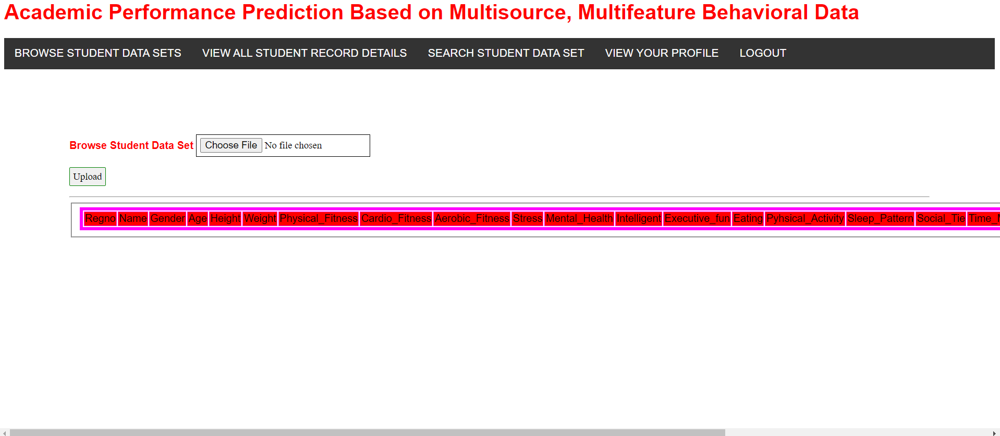 Academic Performance Prediction Based on Multisource, Multifeature Behavioral Data
BROWSE STUDENT DATA SETS VIEW ALL STUDENT RECORD DETAILS SEARCH STUDENT DATA SET VIEW YOUR PROFILE LOGOUT
Browse Student Data Set Choose File No file chosen
Upload
Regno Name Gender Age Height Weight Physical_Fitness Cardio_Fitness Aerobic_Fitness Stress Mental_Health Intelligent Executive_fun Eating Pyhsical_Activity Sleep_Pattern Social_Tie